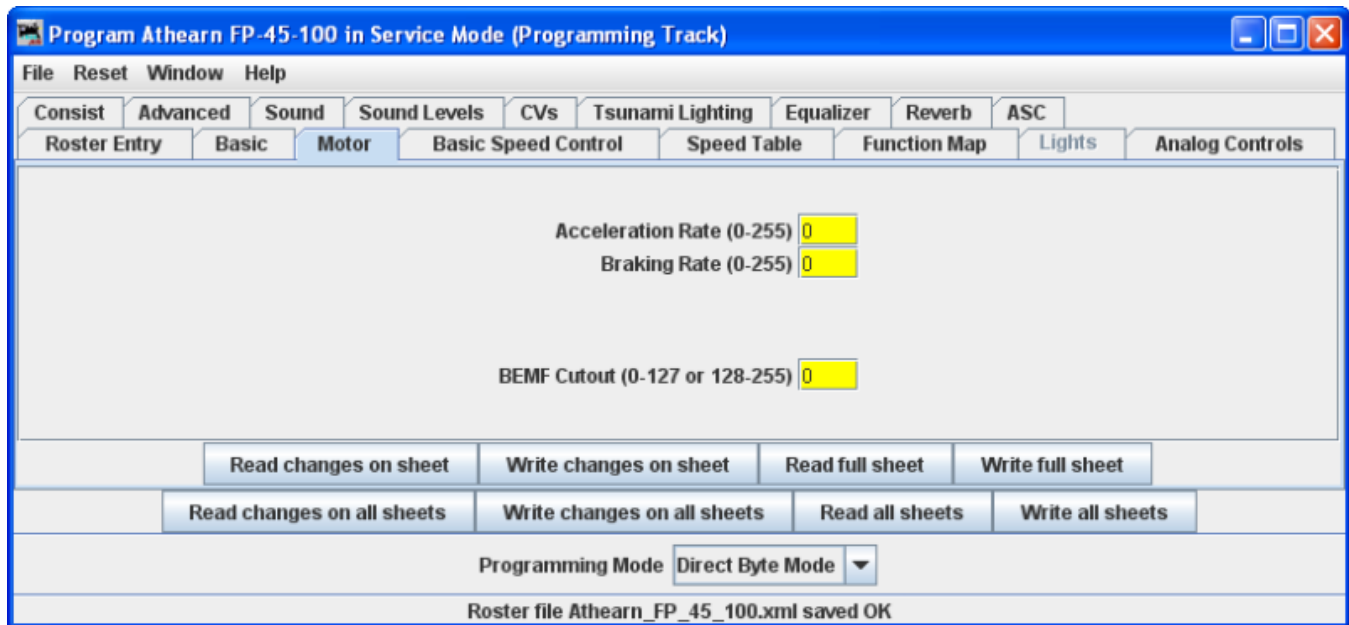 Program Athearn FP-45-100 in Service Mode (Programming Track)
File Reset Window Help
Consist Advanced Sound Sound Levels CVs Tsunami Lighting Equalizer Reverb ASC
Roster Entry Basic Motor Basic Speed Control Speed Table Function Map Lights Analog Controls
Acceleration Rate (0-255) 0
Braking Rate (0-255) 0
BEMF Cutout (0-127 or 128-255) 0
Read changes on sheet Write changes on sheet Read full sheet Write full sheet
Read changes on all sheets Write changes on all sheets Read all sheets Write all sheets
Programming Mode Direct Byte Mode
Roster file Athearn_FP_45_100.xml saved OK